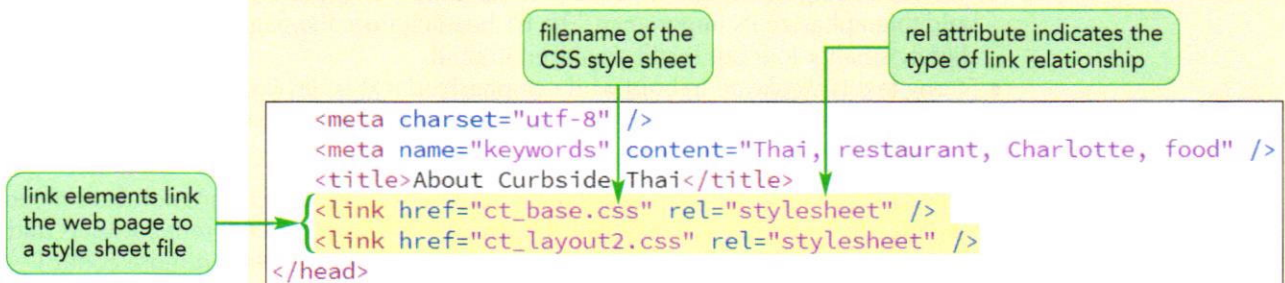 filename of the
CSS style sheet
rel attribute indicates the
type of link relationship
<meta charset="utf-8" />
<meta name="keywords" content="Thai, restaurant, Charlotte, food" />
<title>About Curbside Thai</title>
link elements link
the web page to
a style sheet file
<link href="ct_base.css" rel="stylesheet" />
<link href="ct_layout2.css" rel="stylesheet" />
</head>